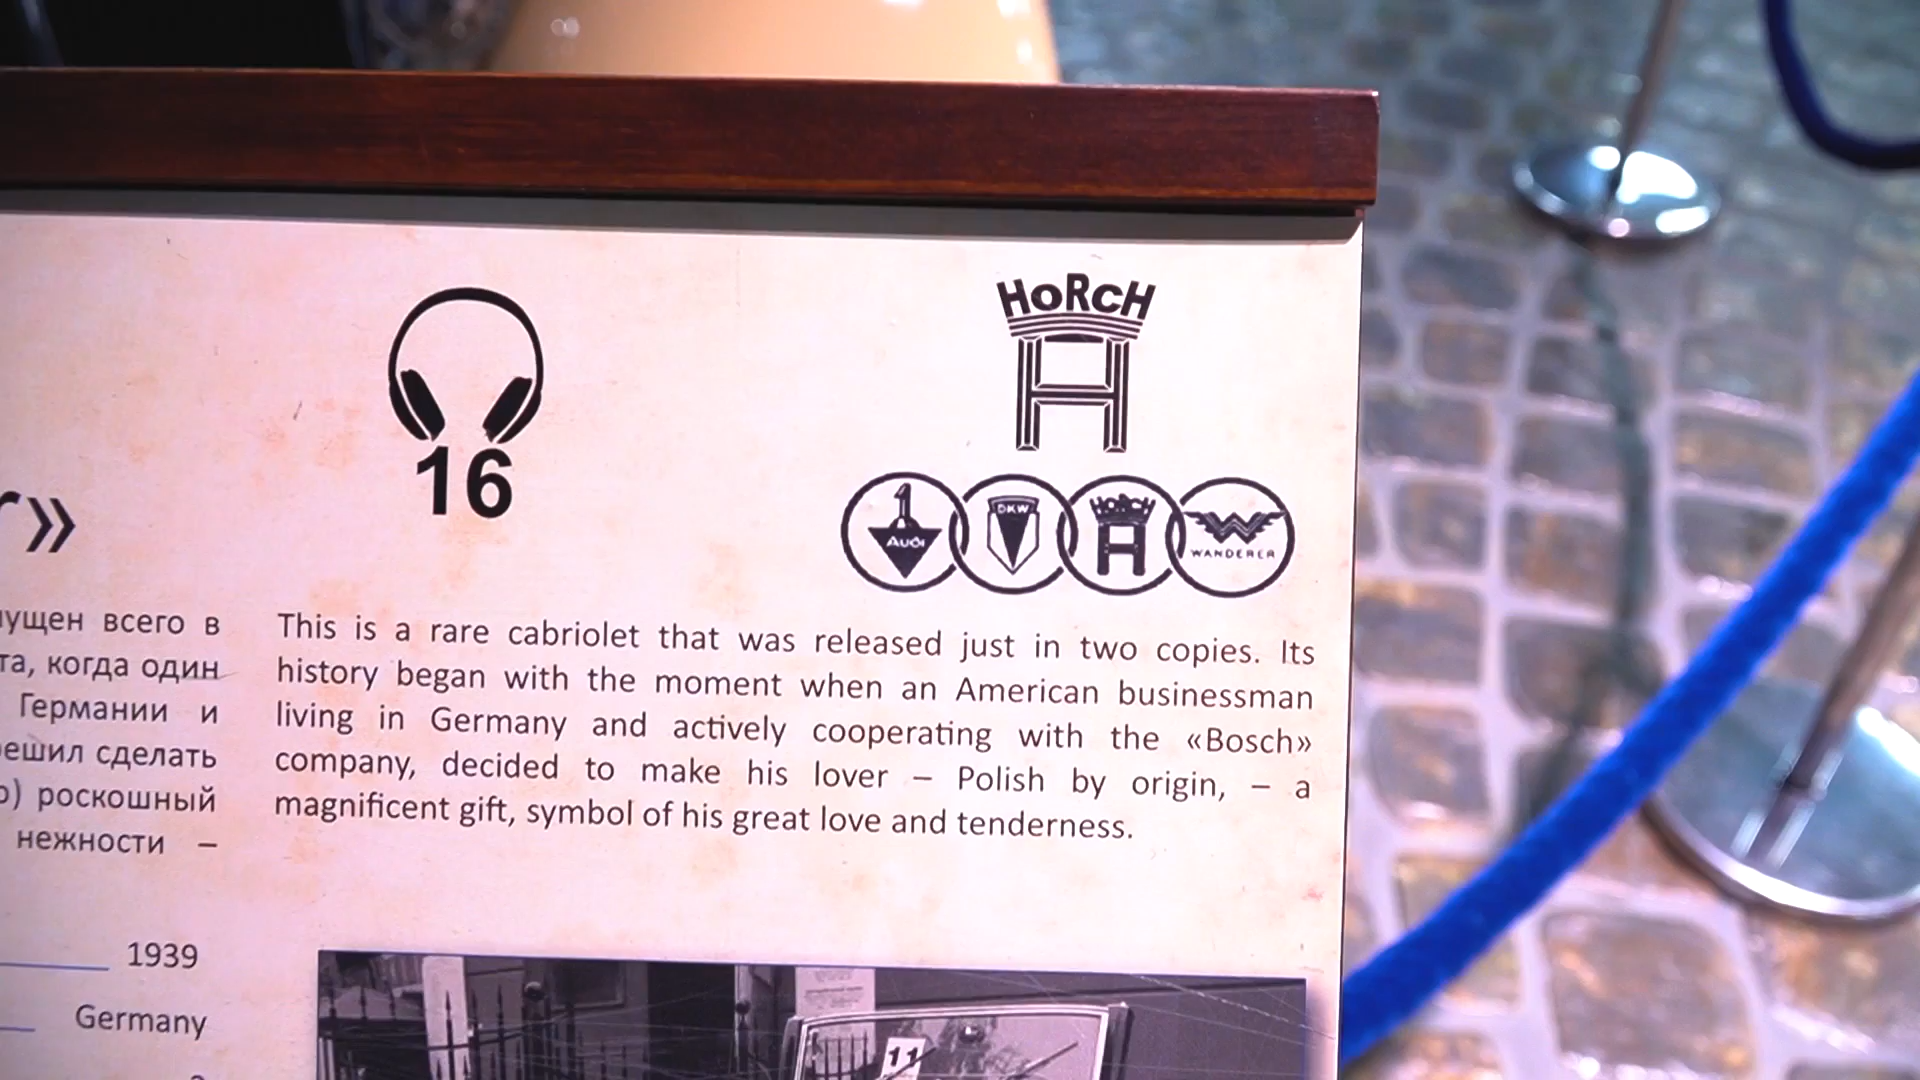 HoRcH
16
AUDI
DKW
HORCH
WANDERER
»
всего в
когда один
Германии и
сделать
роскошный
нежности –
This is a rare cabriolet that was released just in two copies. Its
history began with the moment when an American businessman
living in Germany and actively cooperating with the «Bosch»
company, decided to make his lover – Polish by origin, – a
magnificent gift, symbol of his great love and tenderness.
1939
Germany
11